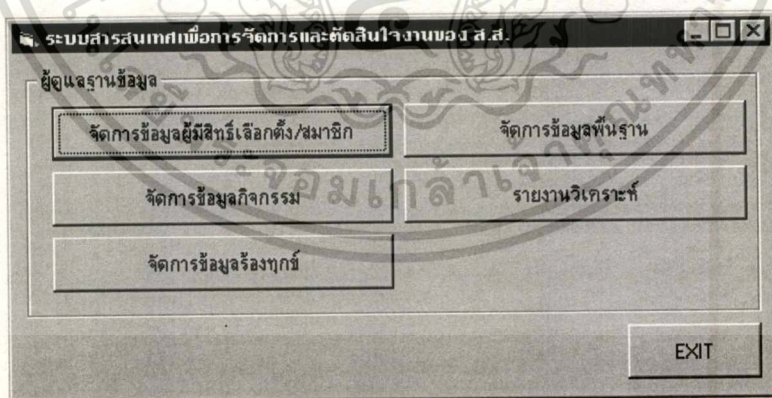 ระบบสารสนเทศเพื่อการจัดการและตัดสินใจงานของ ส.ส.
ผู้ดูแลฐานข้อมูล
จัดการข้อมูลผู้มีสิทธิ์เลือกตั้ง/สมาชิก
จัดการข้อมูลพื้นฐาน
จัดการข้อมูลกิจกรรม
รายงานวิเคราะห์
จัดการข้อมูลร้องทุกข์
EXIT